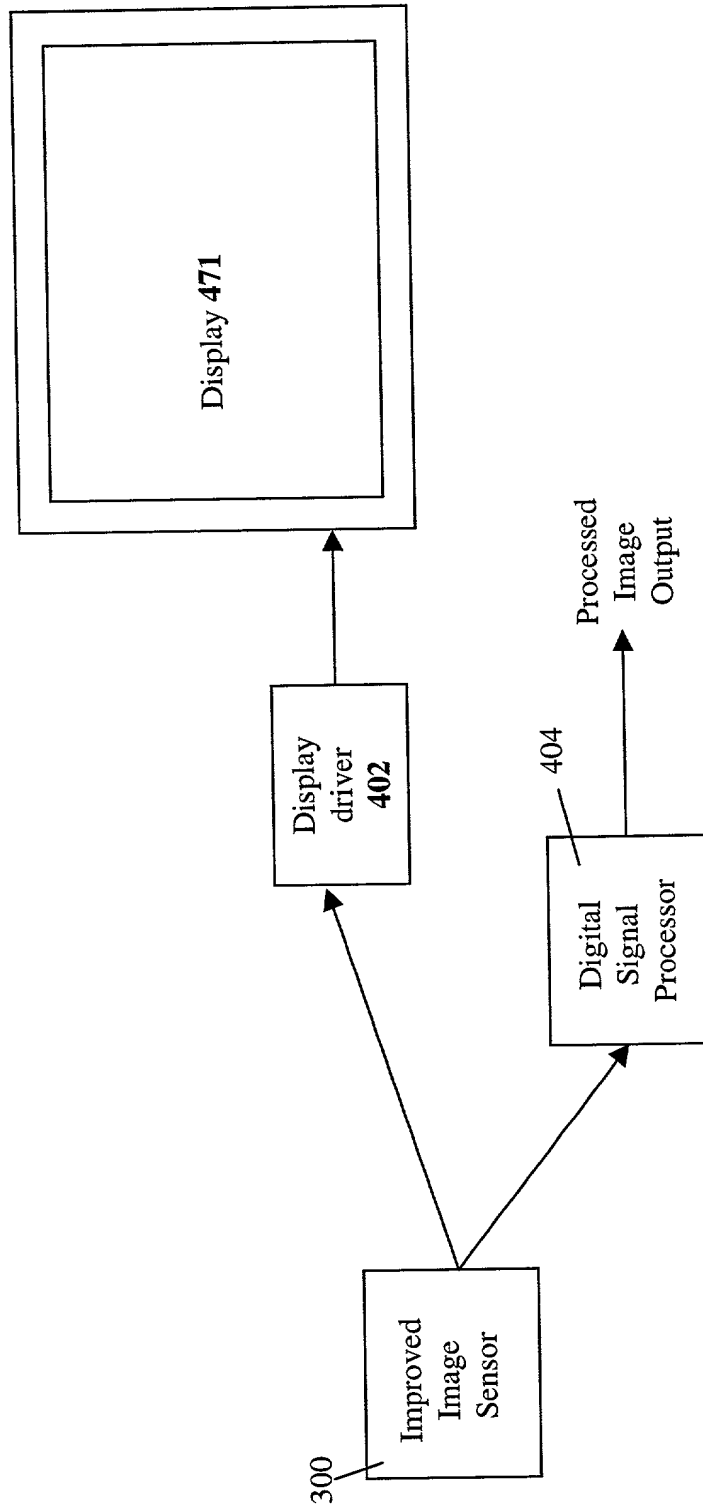 300
Improved
Image
Sensor
Display
driver
402
Display 471
404
Digital
Signal
Processor
Processed
Image
Output